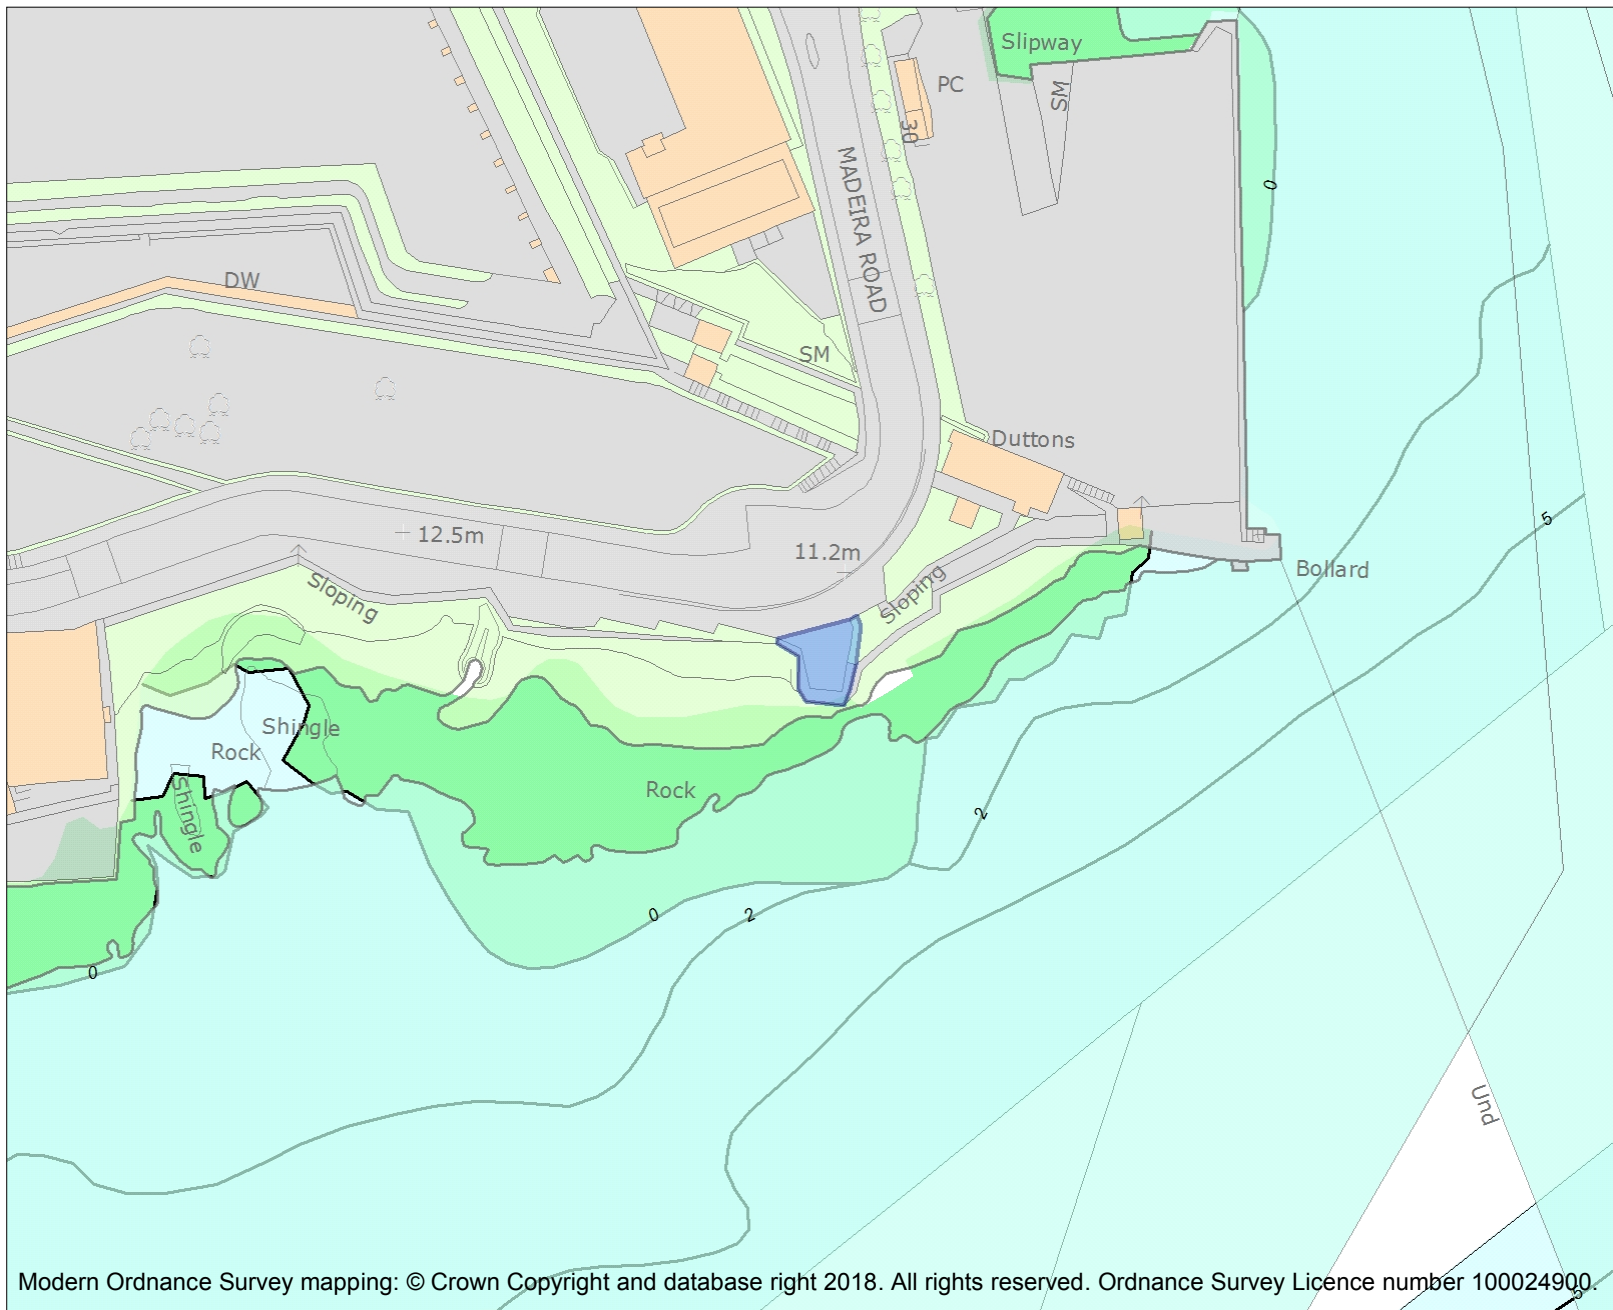 Slipway
PC
SM
30
0
MADEIRA ROAD
DW
SM
Duttons
5
12.5m
11.2m
Bollard
Sloping
Sloping
Shingle
Rock
Rock
Shingle
2
0
2
0
Und
Modern Ordnance Survey mapping: © Crown Copyright and database right 2018. All rights reserved. Ordnance Survey Licence number 100024900.
5